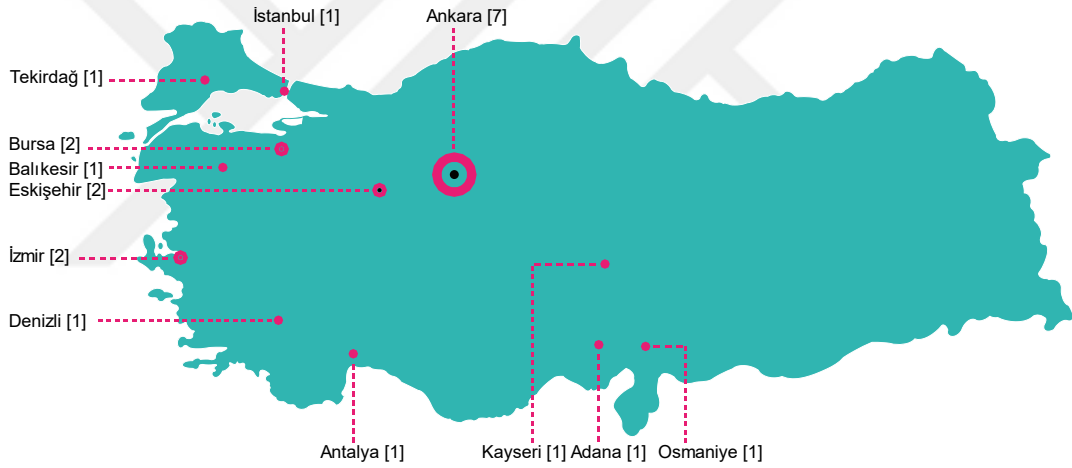 İstanbul [1]
Ankara [7]
Tekirdağ [1]
Bursa [2]
Balıkesir [1]
Eskişehir [2]
İzmir [2]
Denizli [1]
Antalya [1]
Kayseri [1]
Adana [1]
Osmaniye [1]